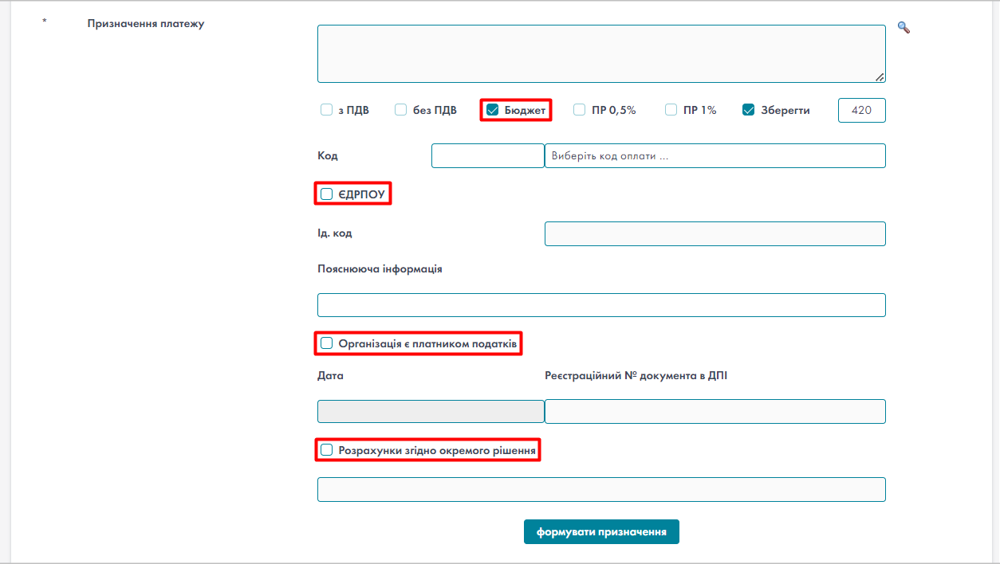 * Призначення платежу
з ПДВ без ПДВ Бюджет ПР 0,5% ПР 1% Зберегти 420
Код Виберіть код оплати ...
ЄДРПОУ
Ід. код
Пояснююча інформація
Організація є платником податків
Дата Реєстраційний № документа в ДПІ
Розрахунки згідно окремого рішення
формувати призначення